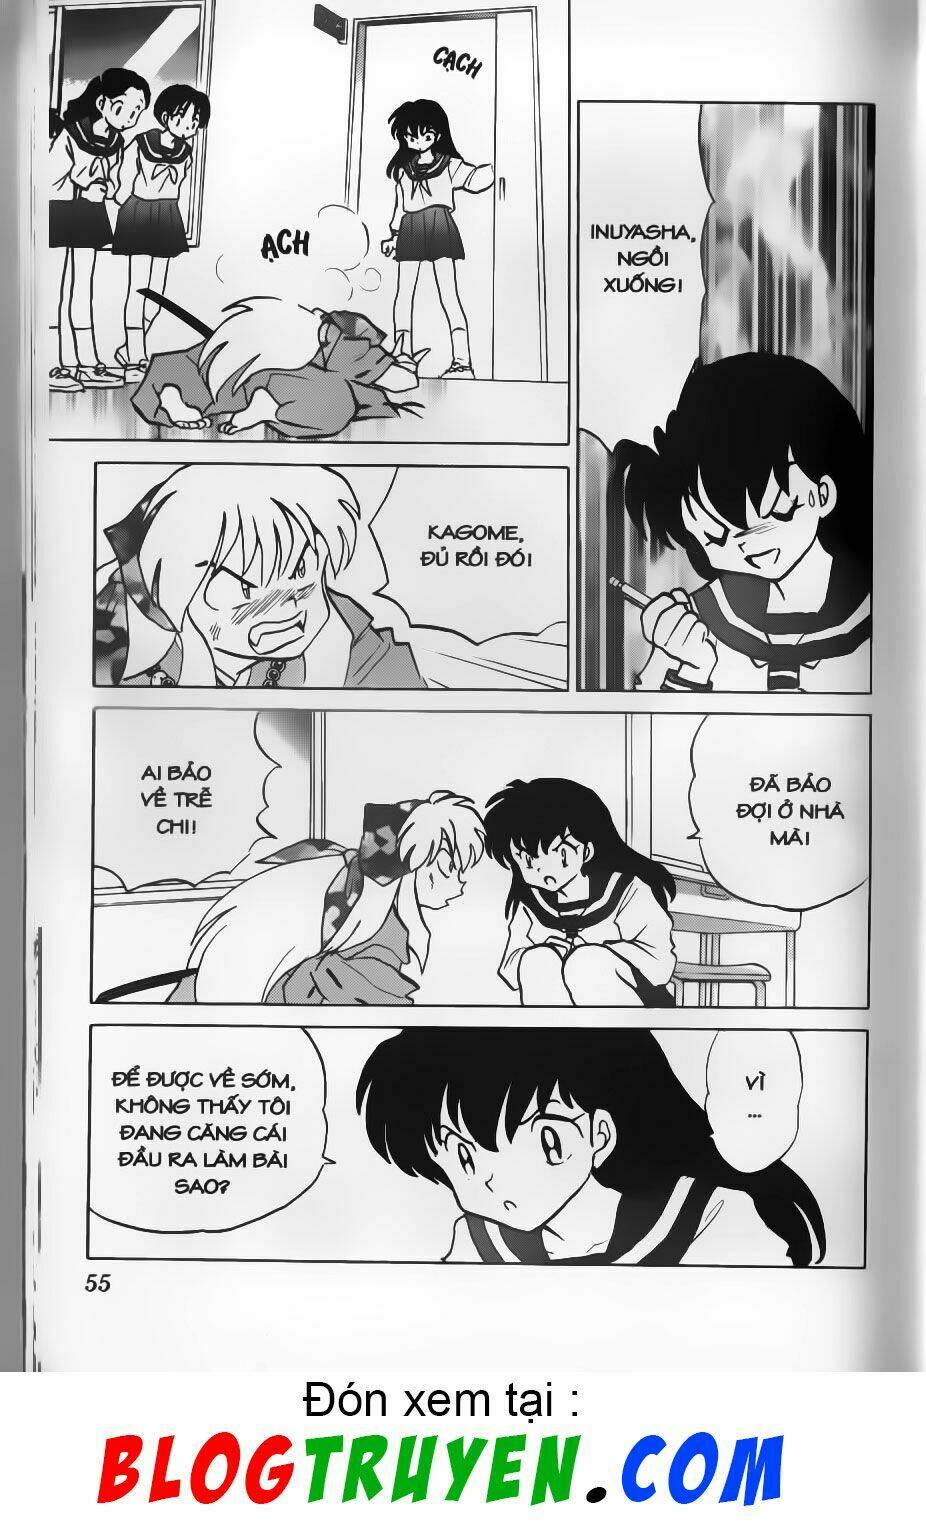 INUYASHA,
NGỒI
XUỐNG!
CẠCH
ẠCH
KAGOME,
ĐỦ RỒI ĐÓ!
ĐÃ BẢO
ĐỢI Ở NHÀ
MÀ!
AI BẢO
VỀ TRỄ
CHI!
VÌ
...
ĐỂ ĐƯỢC VỀ SỚM,
KHÔNG THẤY TÔI
ĐANG CĂNG CÁI
ĐẦU RA LÀM BÀI
SAO?
55
Đón xem tại :
BLOGTRUYEN.COM